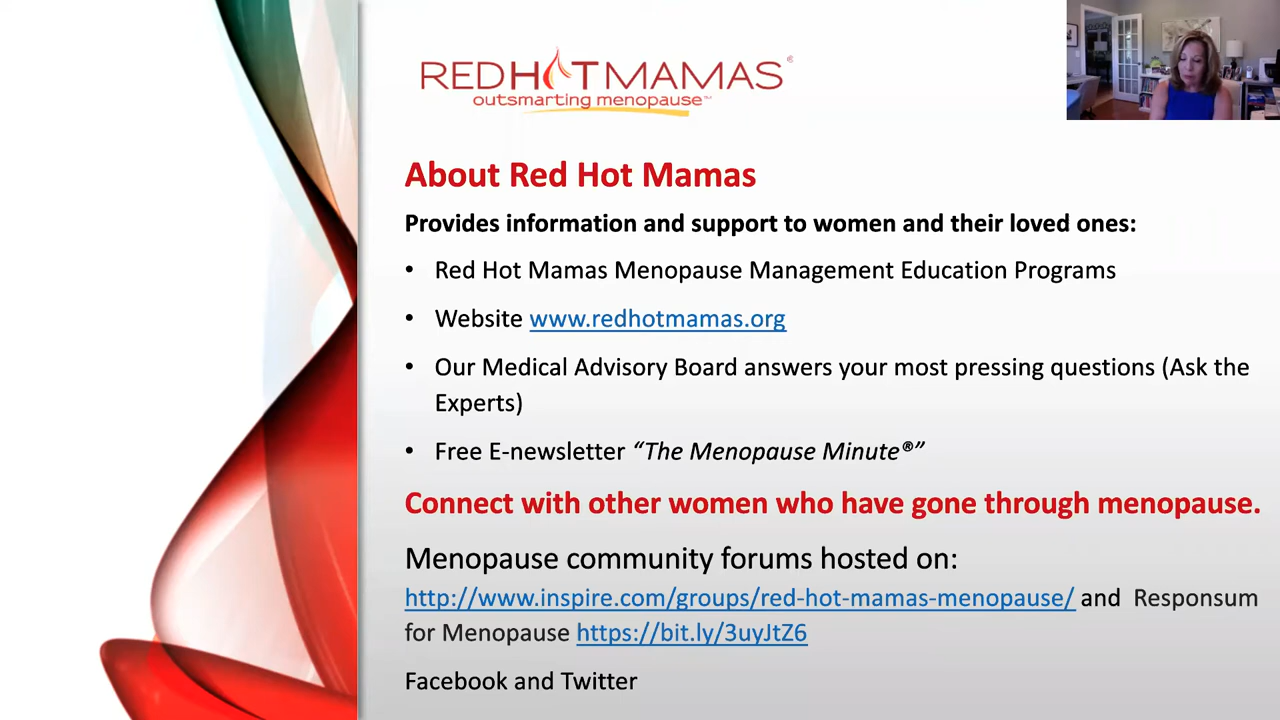 REDHOTMAMAS®
outsmarting menopause™
About Red Hot Mamas
Provides information and support to women and their loved ones:
• Red Hot Mamas Menopause Management Education Programs
• Website www.redhotmamas.org
• Our Medical Advisory Board answers your most pressing questions (Ask the
Experts)
• Free E-newsletter “The Menopause Minute®”
Connect with other women who have gone through menopause.
Menopause community forums hosted on:
http://www.inspire.com/groups/red-hot-mamas-menopause/ and Responsum
for Menopause https://bit.ly/3uyJtZ6
Facebook and Twitter